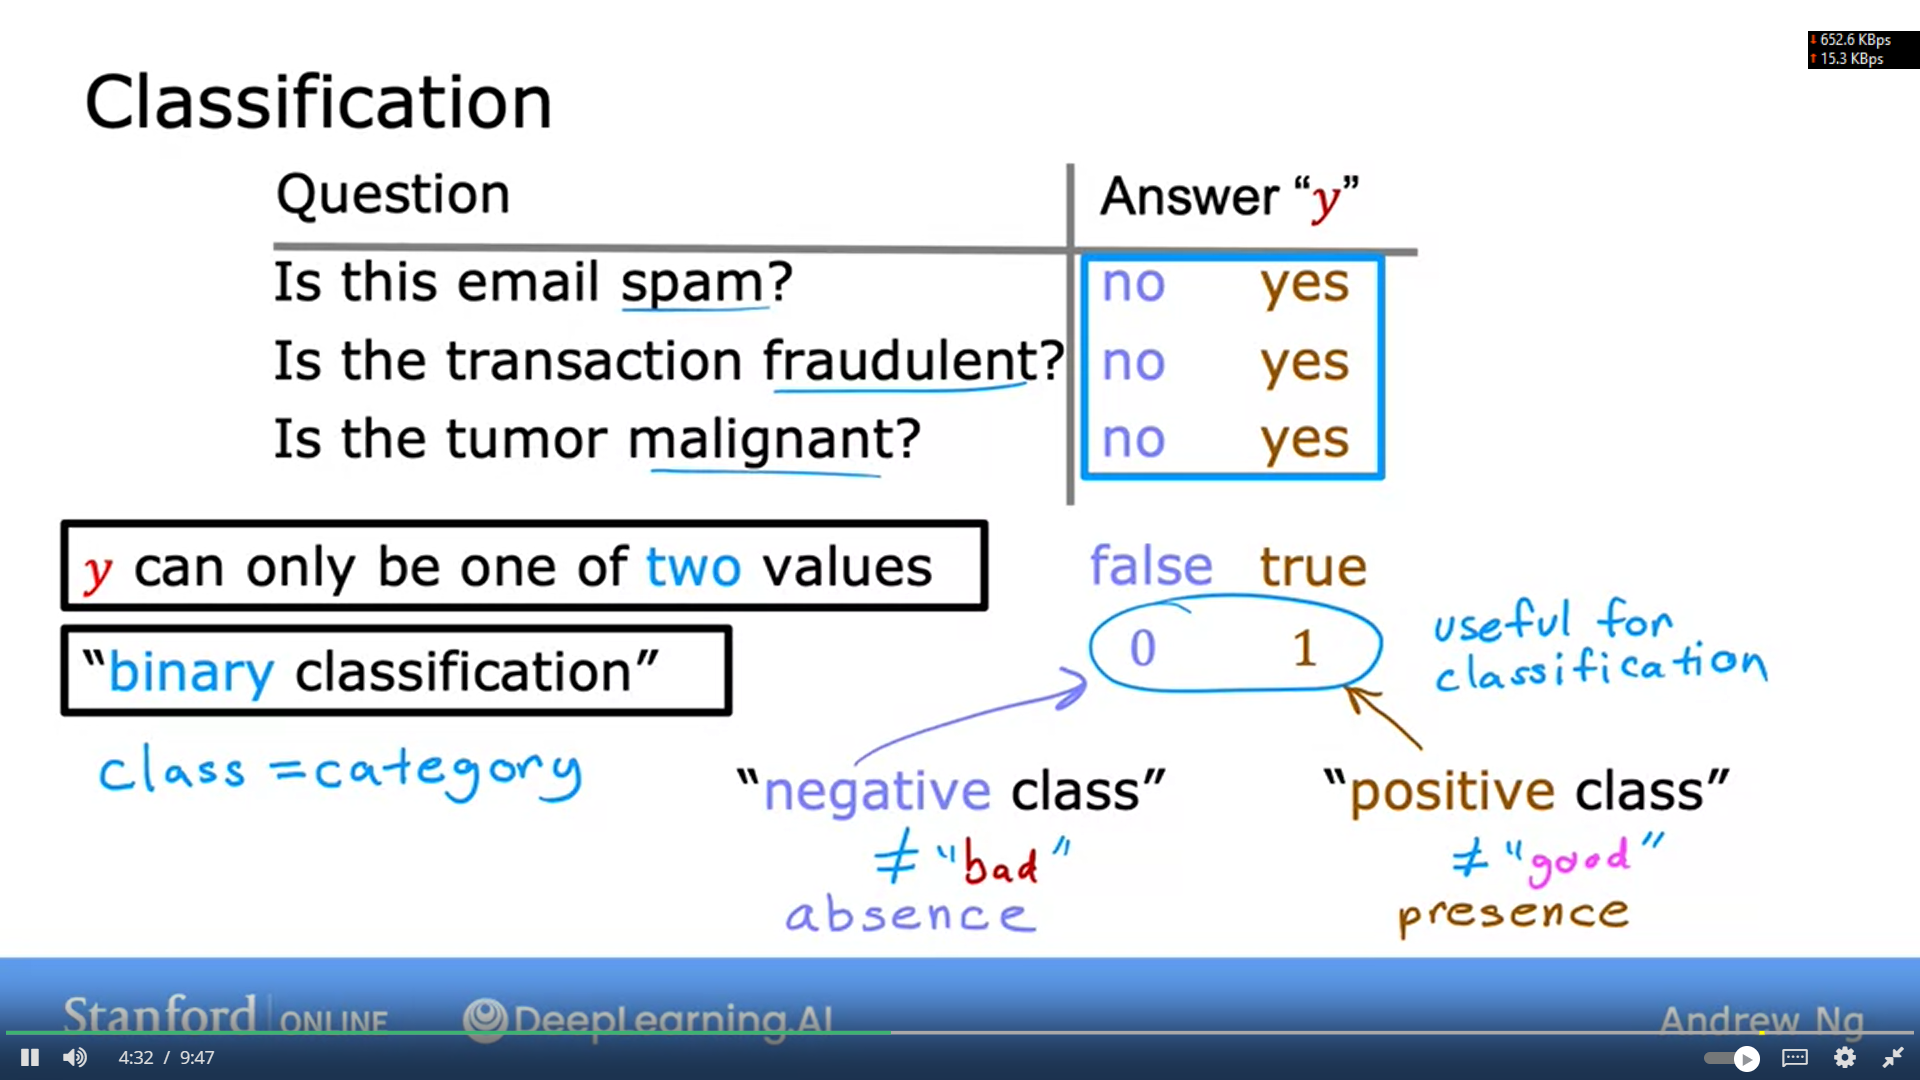 652.6 KBps
15.3 KBps
Classification
Question Answer “y”
Is this email spam? no yes
Is the transaction fraudulent? no yes
Is the tumor malignant? no yes
y can only be one of two values
false true
“binary classification”
0 1
useful for
classification
class = category
“negative class” “positive class”
≠ "bad" ≠ "good"
absence presence
Stanford ONLINE DeepLearning.AI Andrew Ng
4:32 / 9:47